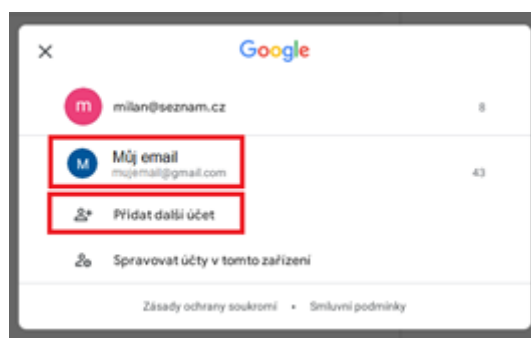 Google
m milan@seznam.cz 8
M Můj email
mujemail@gmail.com 43
Přidat další účet
Spravovat účty v tomto zařízení
Zásady ochrany soukromí • Smluvní podmínky